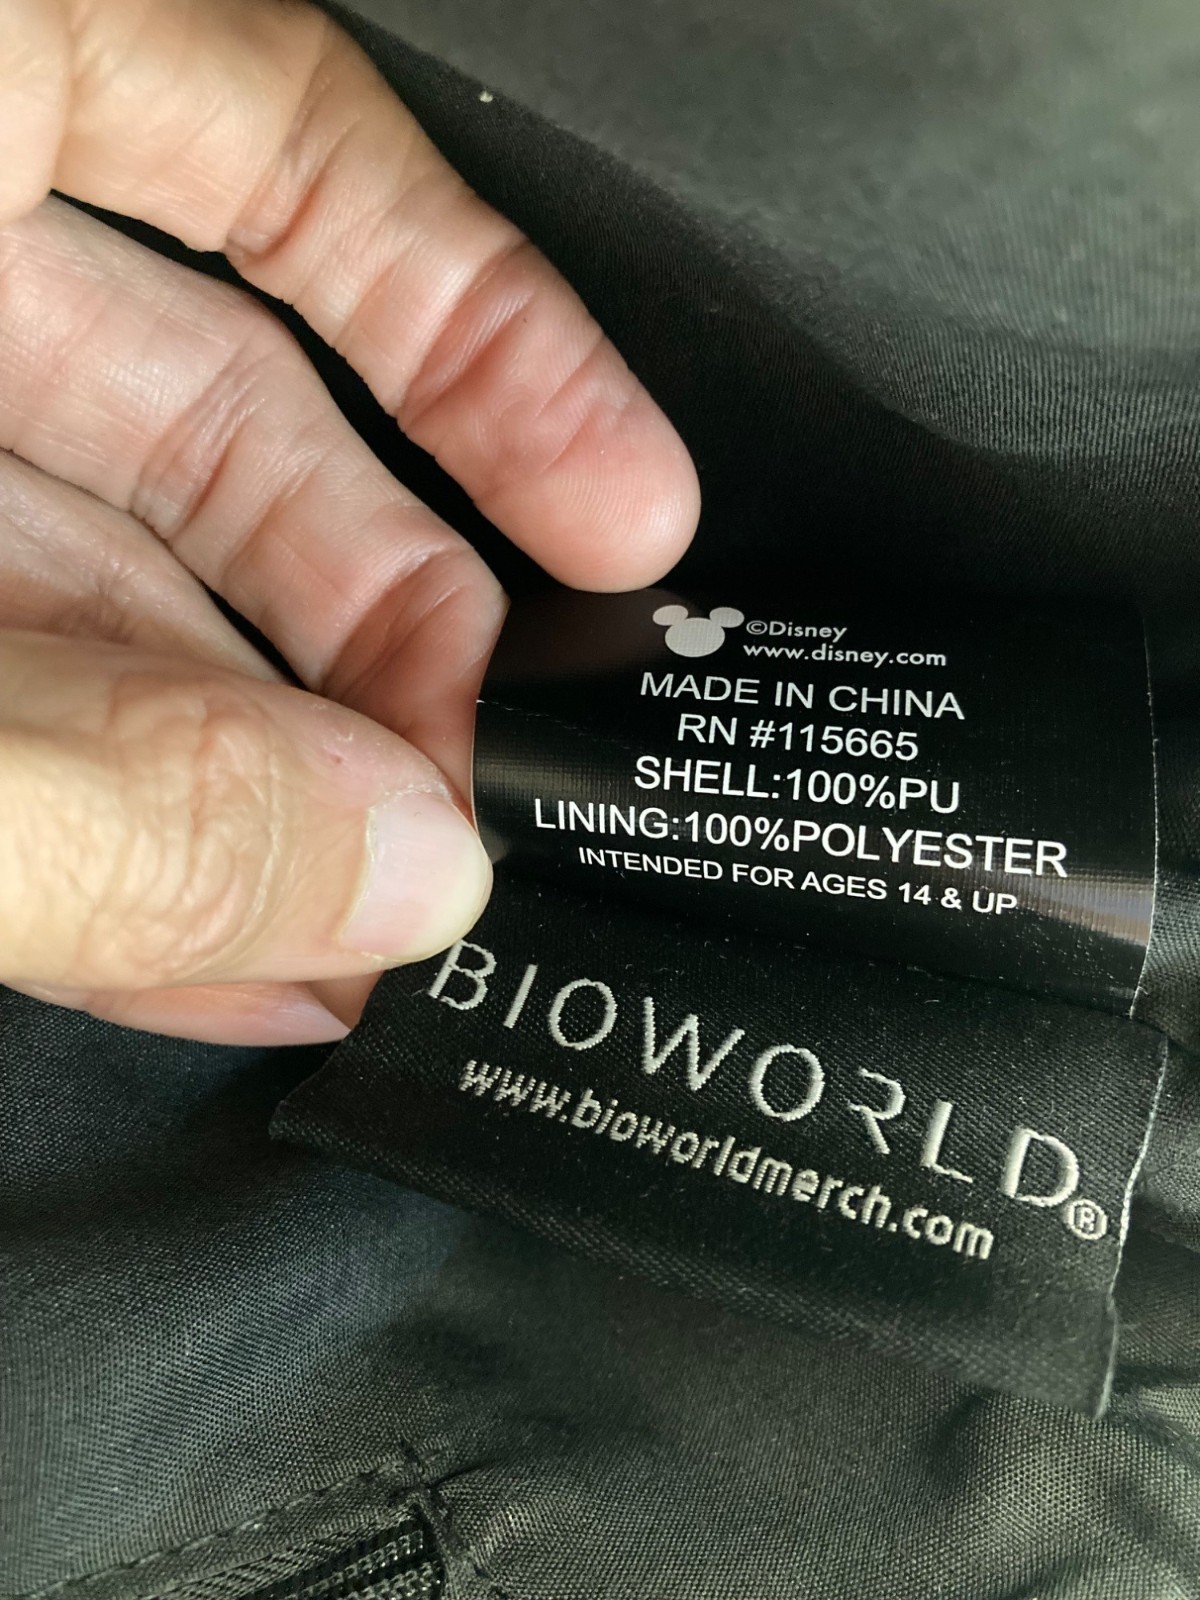 ©Disney
www.disney.com
MADE IN CHINA
RN #115665
SHELL:100%PU
LINING:100%POLYESTER
INTENDED FOR AGES 14 & UP
BIOWORLD®
www.bioworldmerch.com